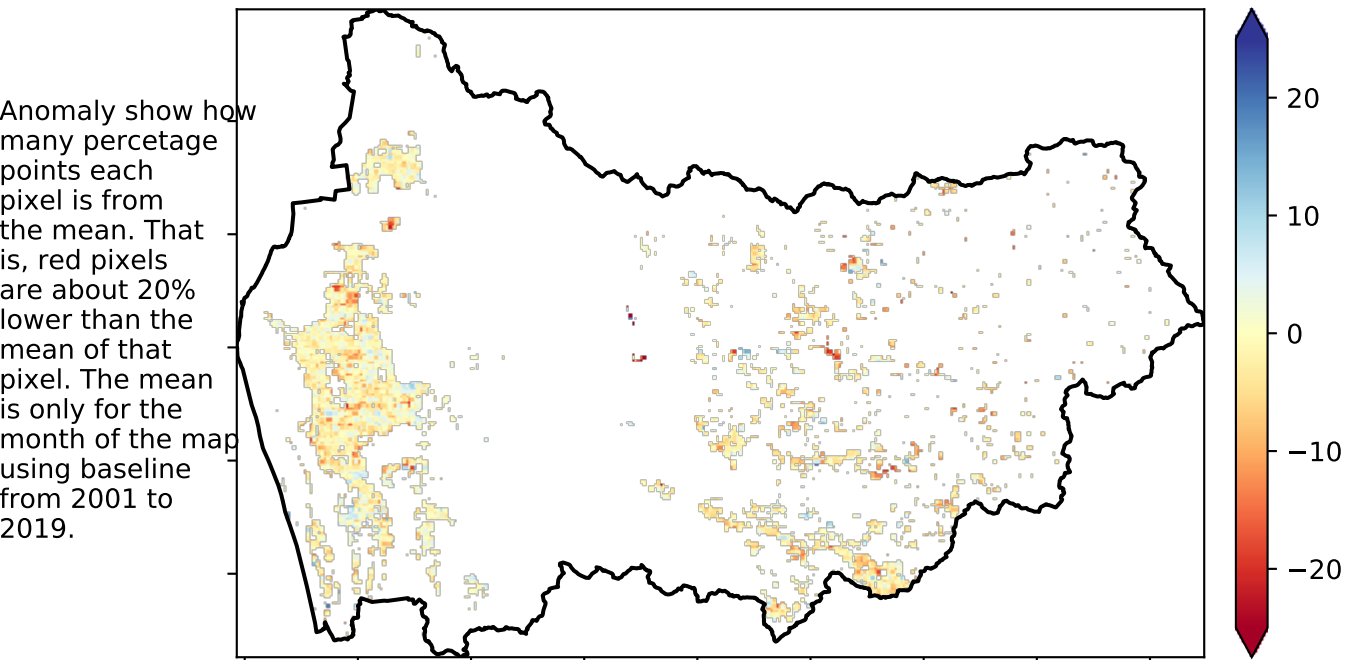 Anomaly show how
many percetage
points each
pixel is from
the mean. That
is, red pixels
are about 20%
lower than the
mean of that
pixel. The mean
is only for the
month of the map
using baseline
from 2001 to
2019.
20
10
0
−10
−20